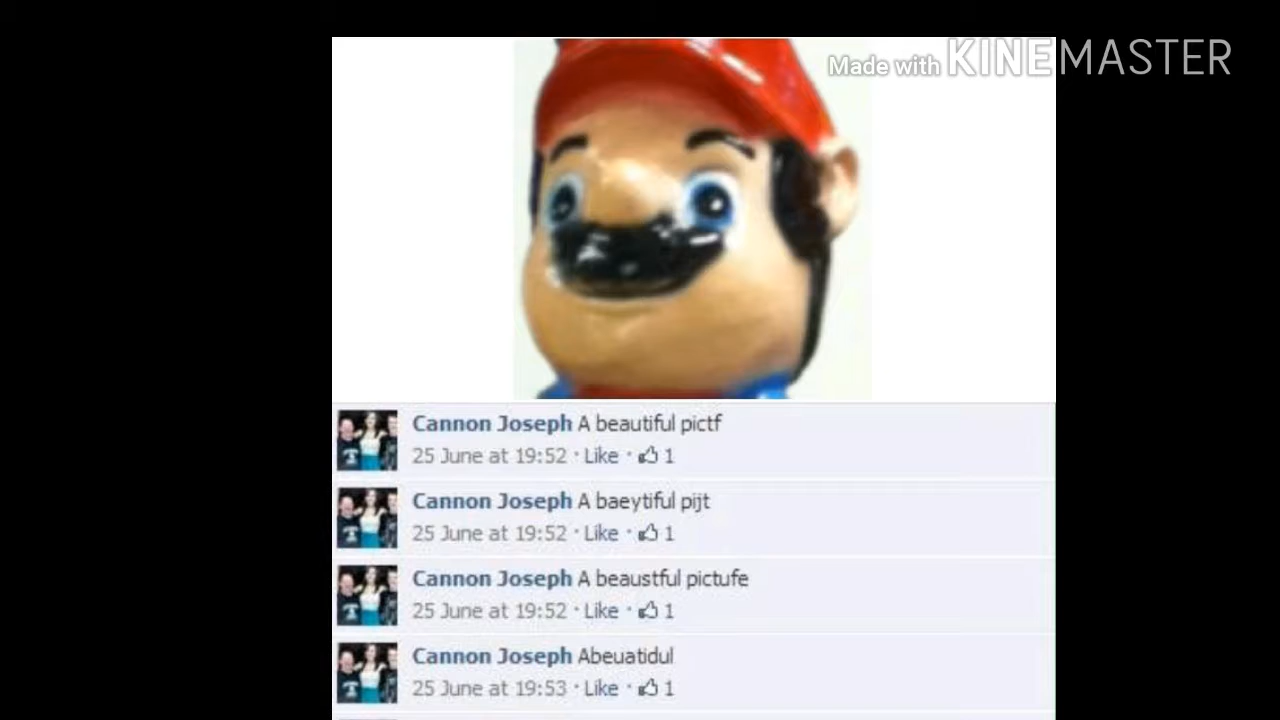 Made with KINEMASTER
Cannon Joseph A beautiful pictf
25 June at 19:52 · Like · 1
Cannon Joseph A baeytiful pijt
25 June at 19:52 · Like · 1
Cannon Joseph A beaustful pictufe
25 June at 19:52 · Like · 1
Cannon Joseph Abeuatidul
25 June at 19:53 · Like · 1